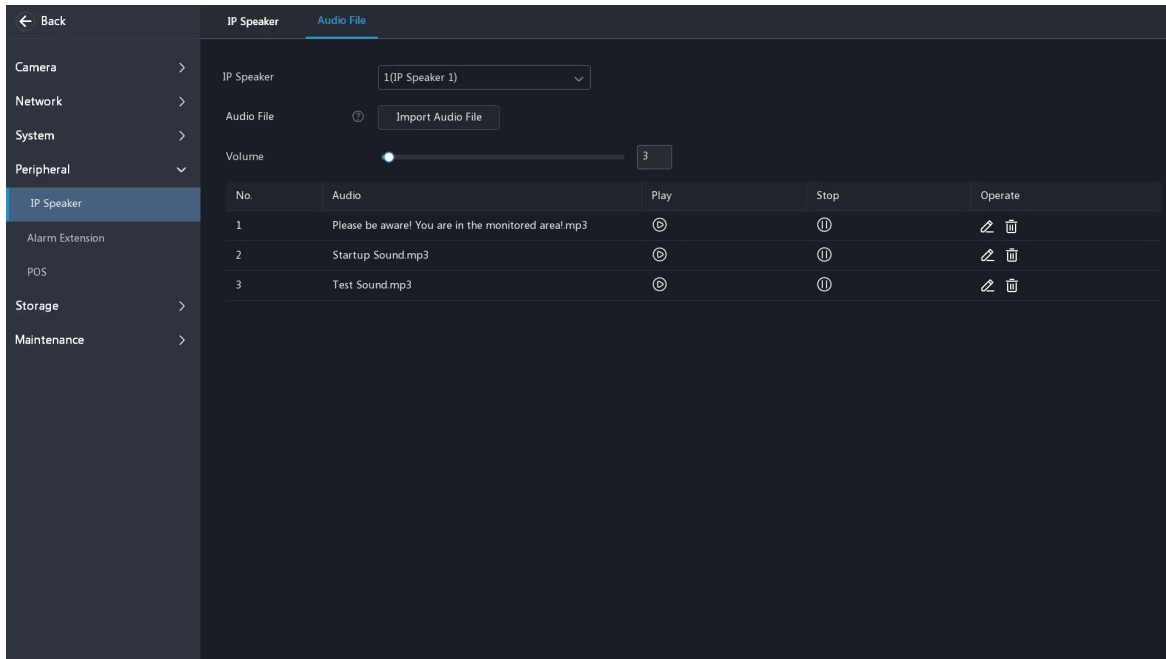 Back
IP Speaker Audio File
Camera
Network
System
Peripheral
IP Speaker
Alarm Extension
POS
Storage
Maintenance
IP Speaker 1(IP Speaker 1)
Audio File ? Import Audio File
Volume 3
No. Audio Play Stop Operate
1 Please be aware! You are in the monitored area!.mp3
2 Startup Sound.mp3
3 Test Sound.mp3